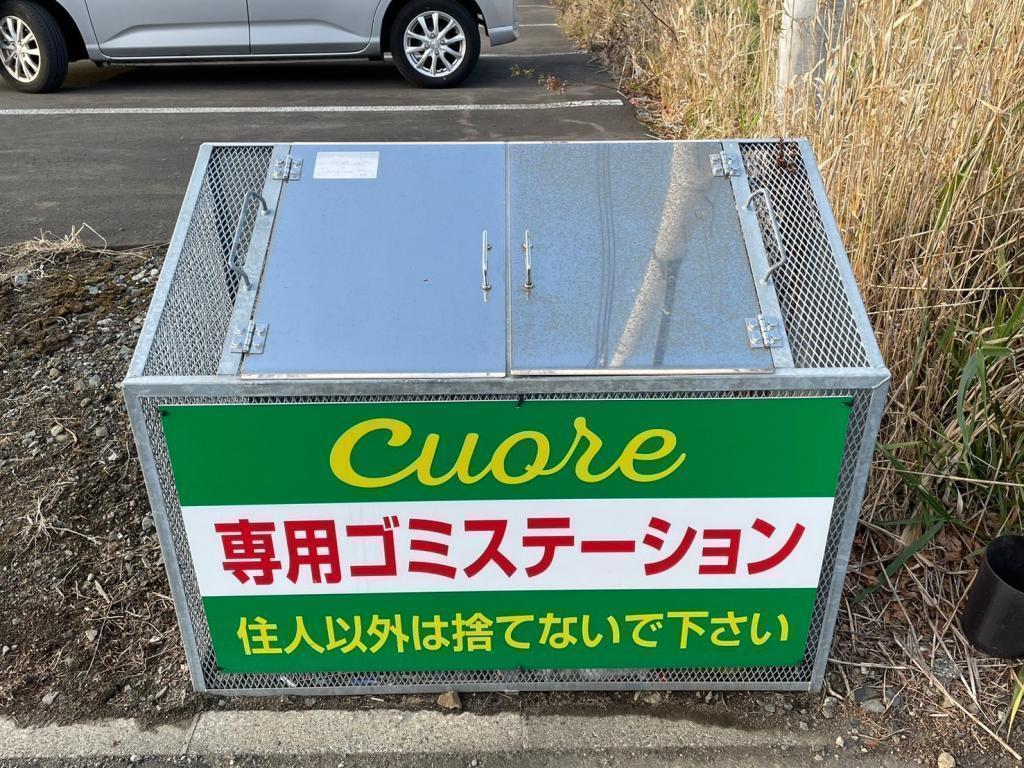 cuore
専用ゴミステーション
住人以外は捨てないで下さい